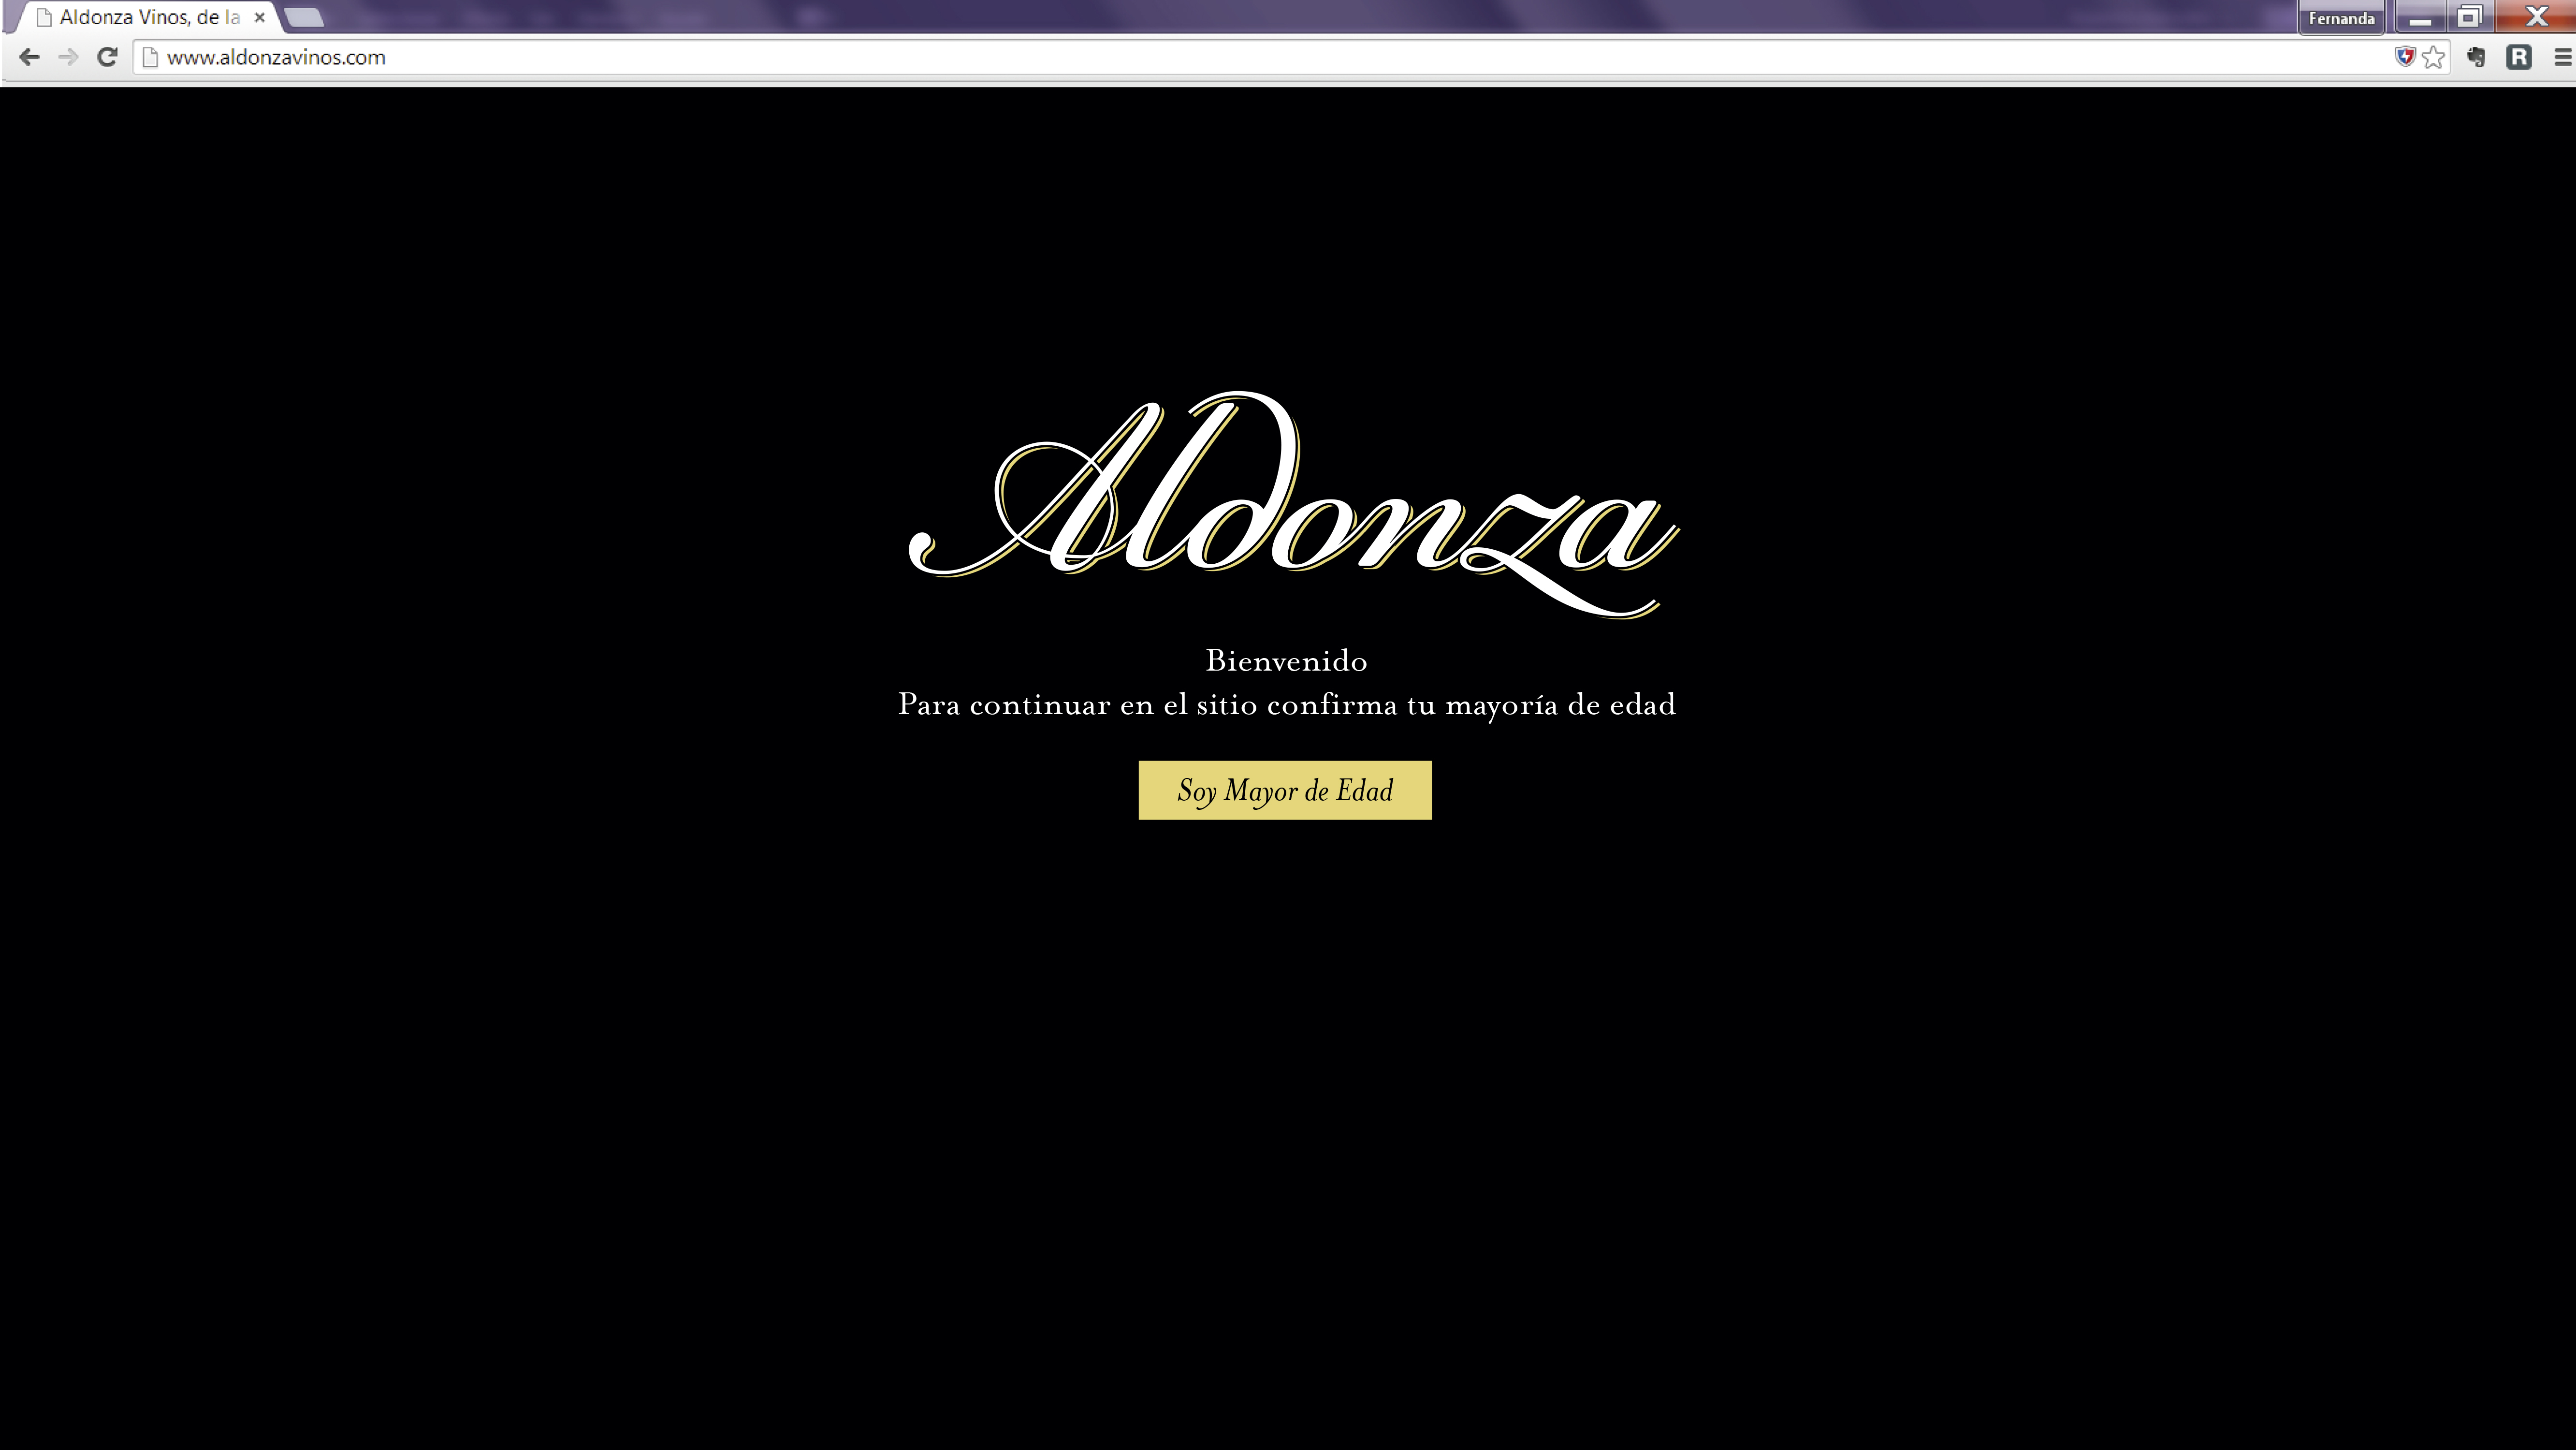 Aldonza Vinos, de la
Fernanda
www.aldonzavinos.com
R
Aldonza
Bienvenido
Para continuar en el sitio confirma tu mayoría de edad
Soy Mayor de Edad